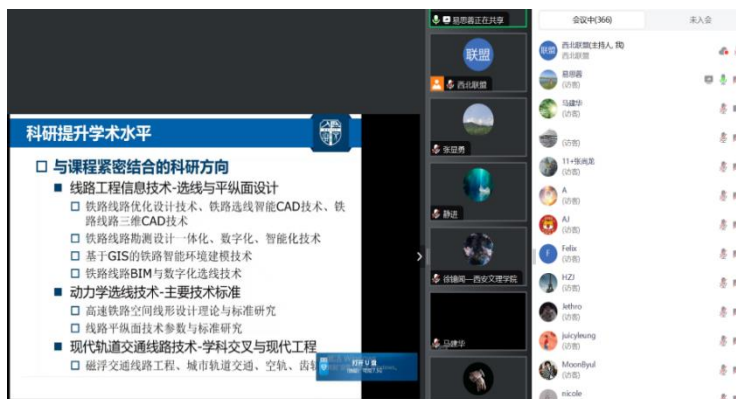 科研提升学术水平
与课程紧密结合的科研方向
线路工程信息技术-选线与平纵面设计
铁路线路优化设计技术、铁路选线智能CAD技术、铁
路线路三维CAD技术
铁路线路勘测设计一体化、数字化、智能化技术
基于GIS的铁路智能环境建模技术
铁路线路BIM与数字化选线技术
动力学选线技术-主要技术标准
高速铁路空间线形设计理论与标准研究
线路平纵面技术参数与标准研究
现代轨道交通线路技术-学科交叉与现代工程
磁浮交通线路工程、城市轨道交通、空轨、齿轨
打开 U 盘
易思蓉正在共享
联盟
西北联盟
张显勇
静进
徐锦闻—西安文理学院
马建华
会议中(366)
未入会
联盟
西北联盟(主持人, 我)
西北联盟
易思蓉
(访客)
马建华
(访客)
(访客)
11+张尚龙
(访客)
A
(访客)
AJ
(访客)
F
Felix
(访客)
HZJ
(访客)
Jethro
(访客)
juicyleung
(访客)
MoonByul
(访客)
nicole